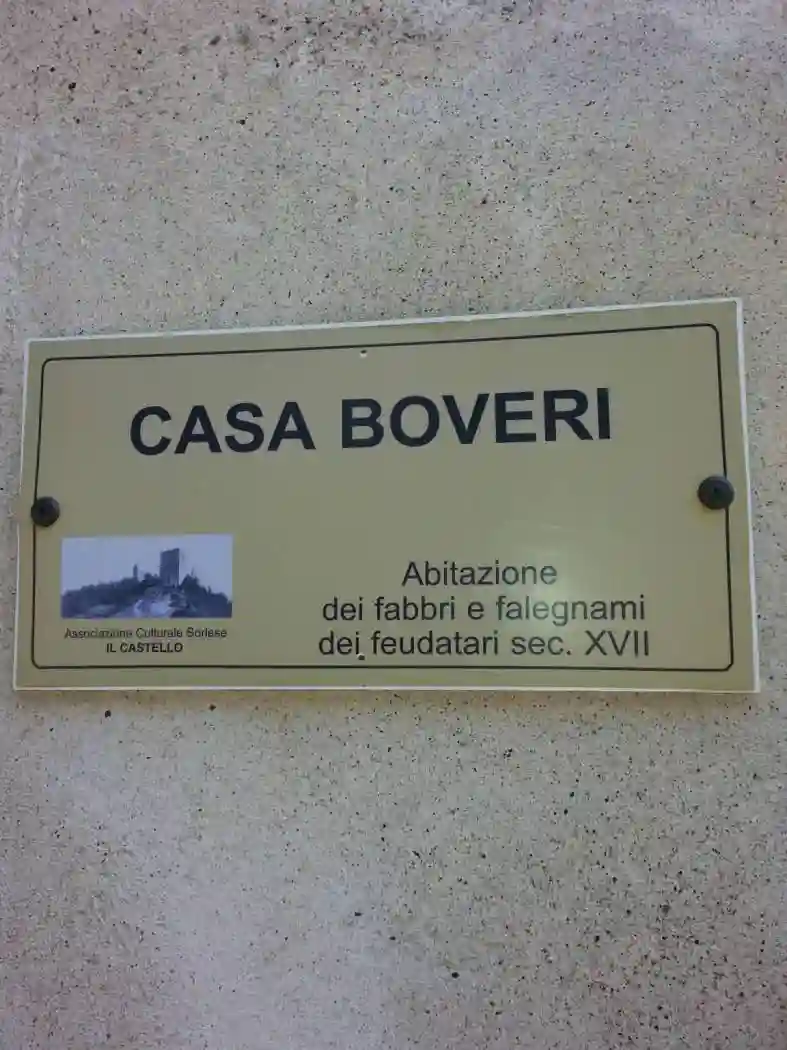 CASA BOVERI
Associazione Culturale Sorlese
IL CASTELLO
Abitazione
dei fabbri e falegnami
dei feudatari sec. XVII